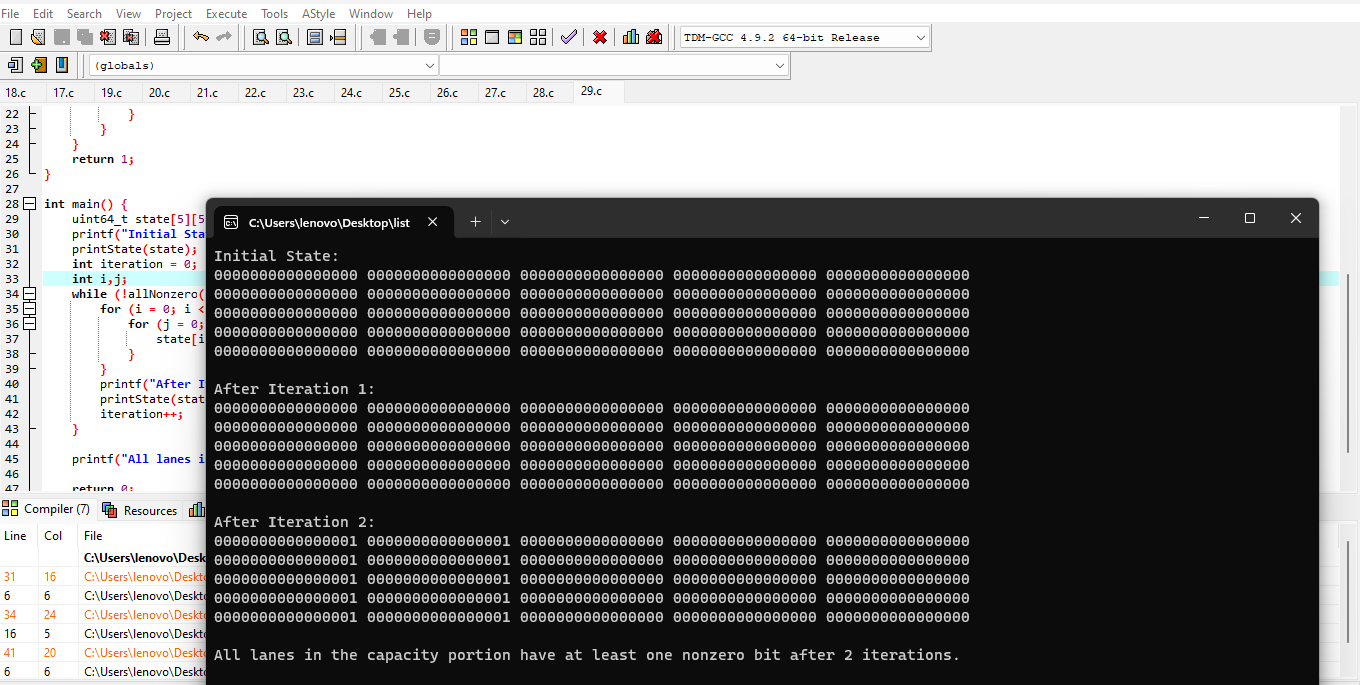 File Edit Search View Project Execute Tools AStyle Window Help
TDM-GCC 4.9.2 64-bit Release
(globals)
18.c 17.c 19.c 20.c 21.c 22.c 23.c 24.c 25.c 26.c 27.c 28.c 29.c
22 }
23 }
24 }
25 return 1;
26 }
27
28 int main() {
29 uint64_t state[5][5
30 printf("Initial Sta
31 printState(state);
32 int iteration = 0;
33 int i,j;
34 while (!allNonzero(
35 for (i = 0; i <
36 for (j = 0;
37 state[i
38 }
39 }
40 printf("After I
41 printState(stat
42 iteration++;
43 }
44
45 printf("All lanes i
46
47 return 0;
C:\Users\lenovo\Desktop\list
Initial State:
0000000000000000 0000000000000000 0000000000000000 0000000000000000 0000000000000000
0000000000000000 0000000000000000 0000000000000000 0000000000000000 0000000000000000
0000000000000000 0000000000000000 0000000000000000 0000000000000000 0000000000000000
0000000000000000 0000000000000000 0000000000000000 0000000000000000 0000000000000000
0000000000000000 0000000000000000 0000000000000000 0000000000000000 0000000000000000
After Iteration 1:
0000000000000000 0000000000000000 0000000000000000 0000000000000000 0000000000000000
0000000000000000 0000000000000000 0000000000000000 0000000000000000 0000000000000000
0000000000000000 0000000000000000 0000000000000000 0000000000000000 0000000000000000
0000000000000000 0000000000000000 0000000000000000 0000000000000000 0000000000000000
0000000000000000 0000000000000000 0000000000000000 0000000000000000 0000000000000000
After Iteration 2:
0000000000000001 0000000000000001 0000000000000000 0000000000000000 0000000000000000
0000000000000001 0000000000000001 0000000000000000 0000000000000000 0000000000000000
0000000000000001 0000000000000001 0000000000000000 0000000000000000 0000000000000000
0000000000000001 0000000000000001 0000000000000000 0000000000000000 0000000000000000
0000000000000001 0000000000000001 0000000000000000 0000000000000000 0000000000000000
All lanes in the capacity portion have at least one nonzero bit after 2 iterations.
Compiler (7) Resources
Line Col File
C:\Users\lenovo\Desk
31 16 C:\Users\lenovo\Deskt
6 6 C:\Users\lenovo\Deskt
34 24 C:\Users\lenovo\Deskt
16 5 C:\Users\lenovo\Deskt
41 20 C:\Users\lenovo\Deskt
6 6 C:\Users\lenovo\Deskt